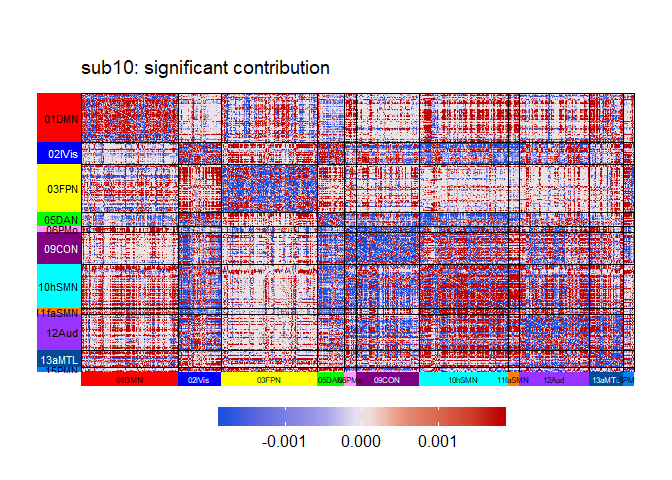 sub10: significant contribution
01DMN
02lVis
03FPN
05DAN
09CON
10hSMN
11faSMN
12Aud
13aMTL
15PMN
01DMN
02lVis
03FPN
05DAN
09CON
10hSMN
11faSMN
12Aud
13aMTL
-0.001 0.000 0.001